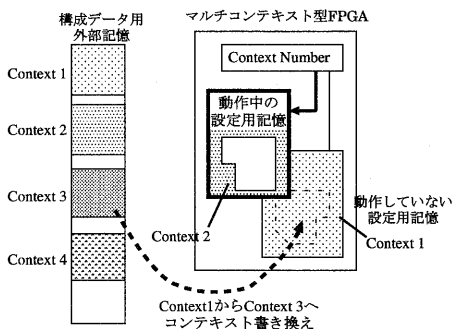 構成データ用
外部記憶
マルチコンテキスト型FPGA
Context 1
Context 2
Context 3
Context 4
Context Number
動作中の
設定用記憶
Context 2
動作していない
設定用記憶
Context 1
Context1からContext 3へ
コンテキスト書き換え